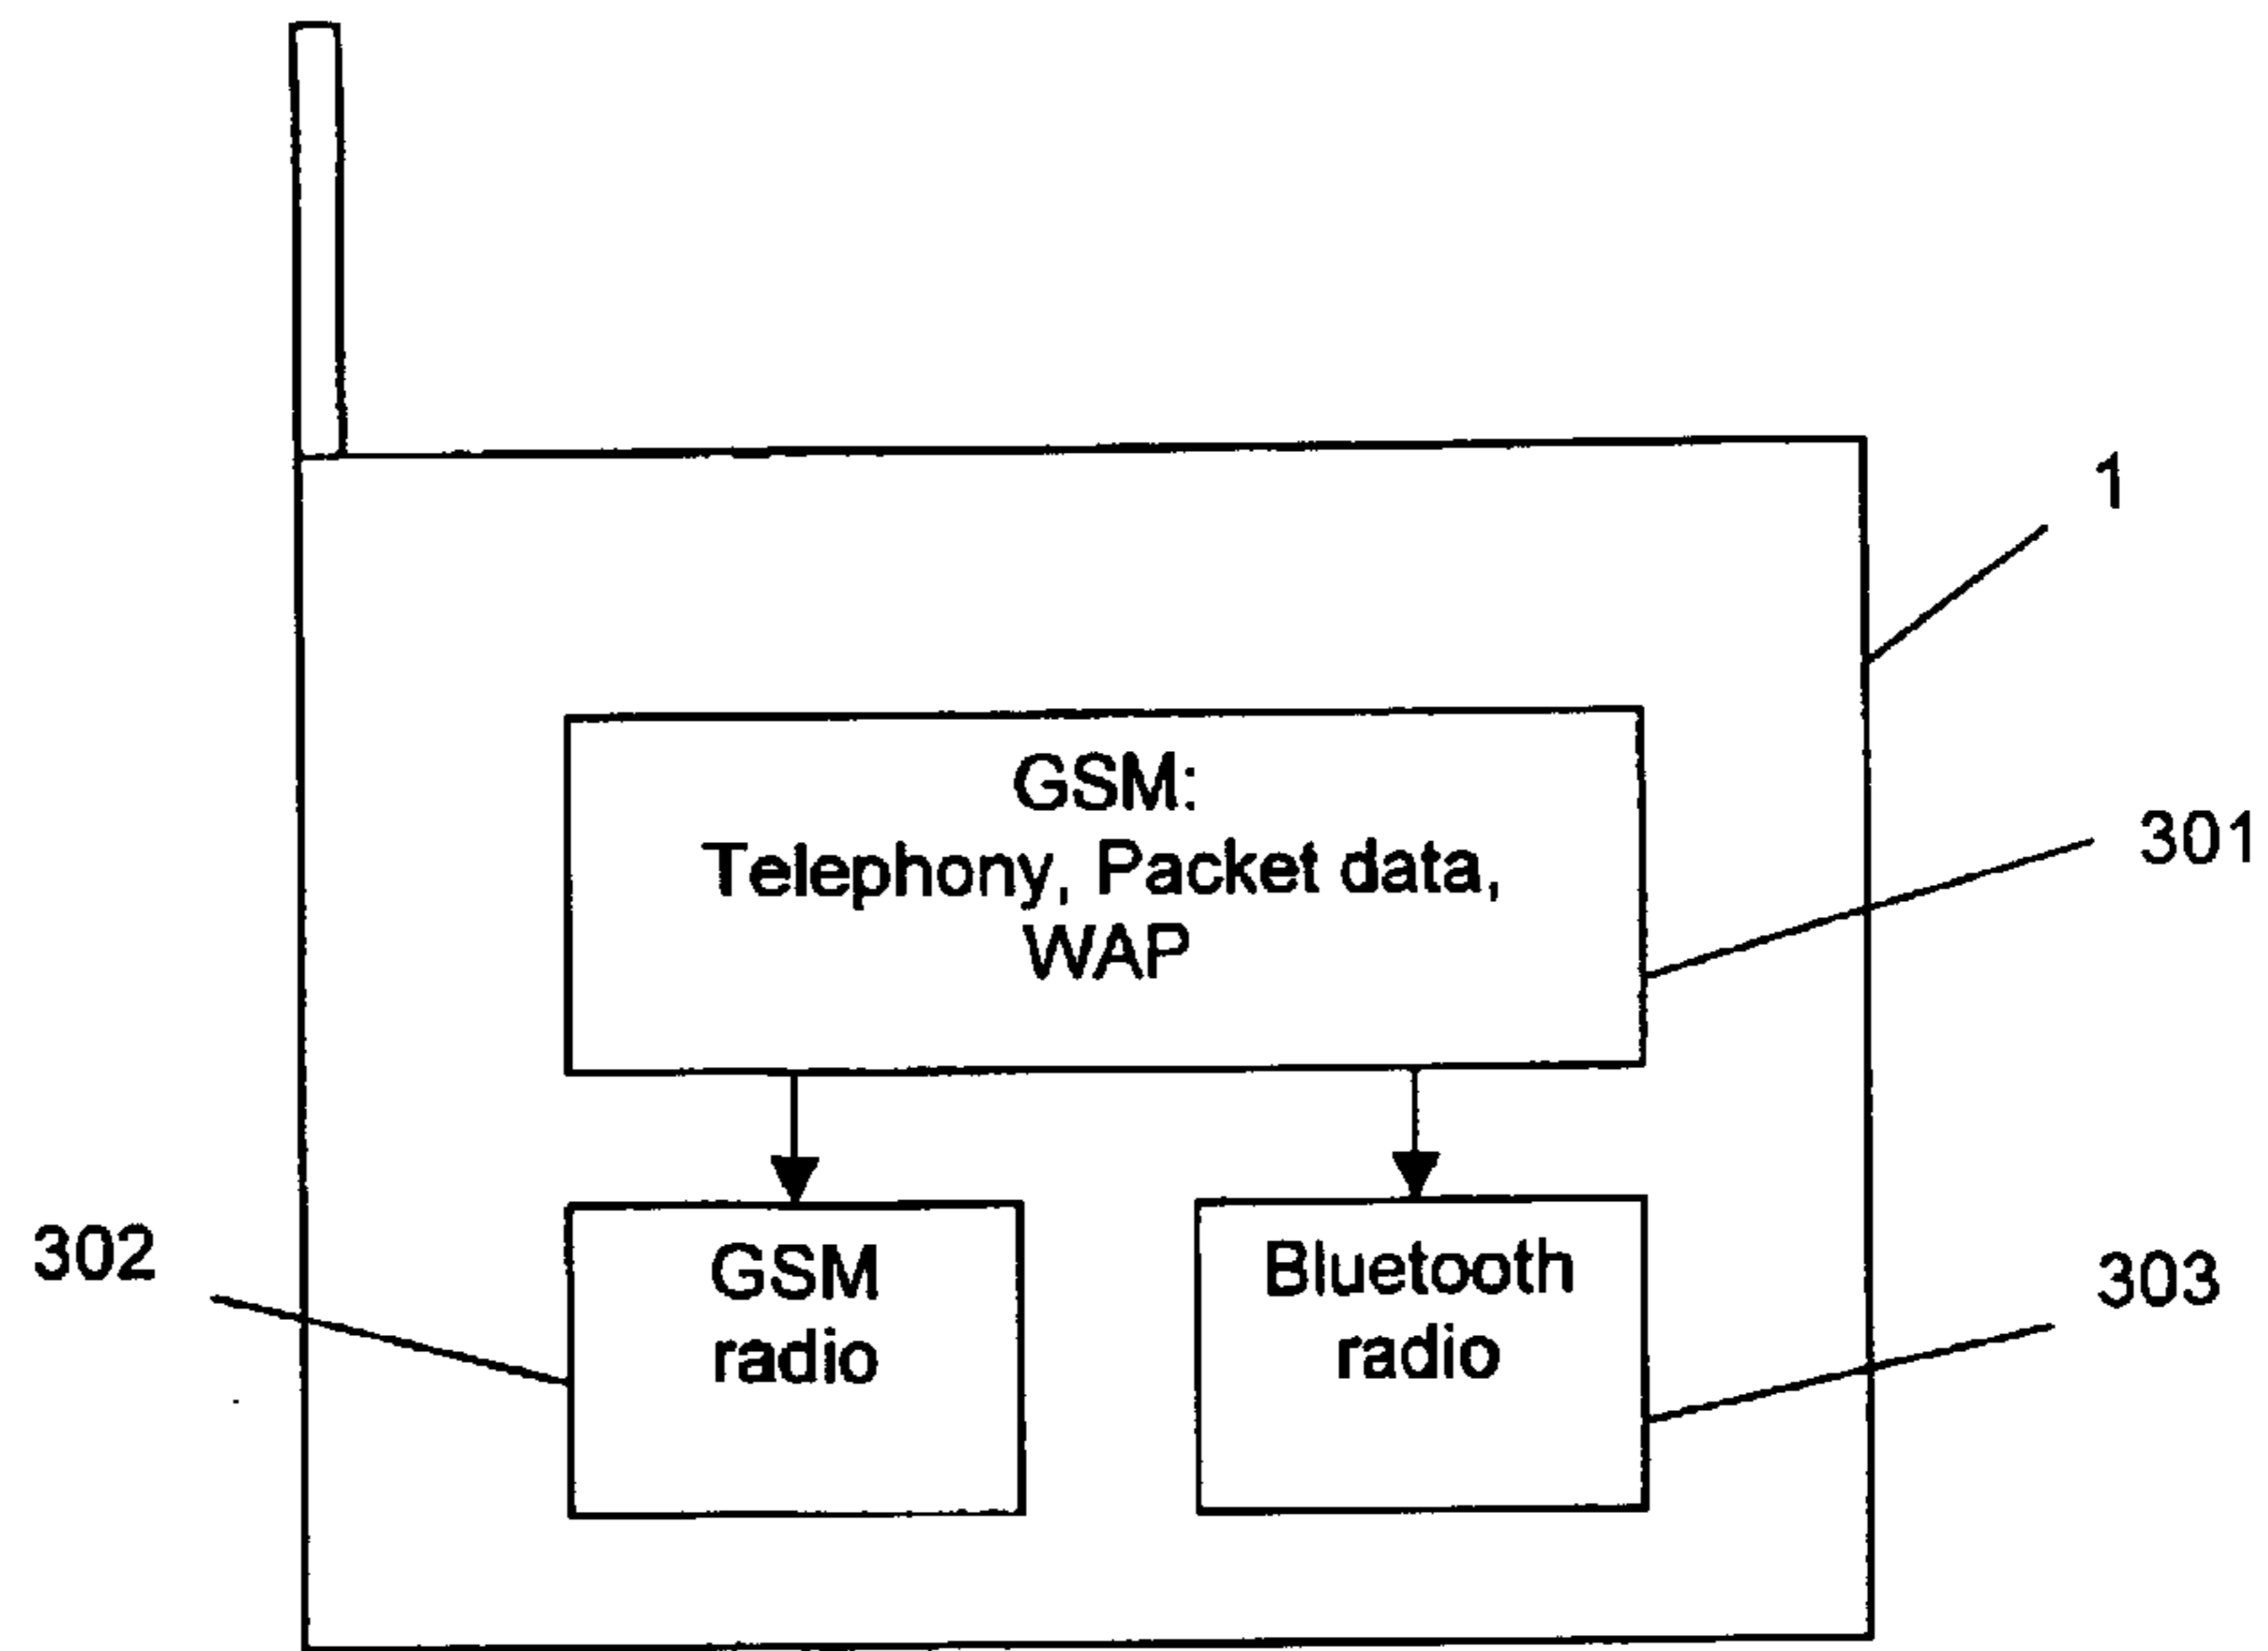 1
GSM:
Telephony, Packet data,
WAP
301
302
GSM
radio
Bluetooth
radio
303